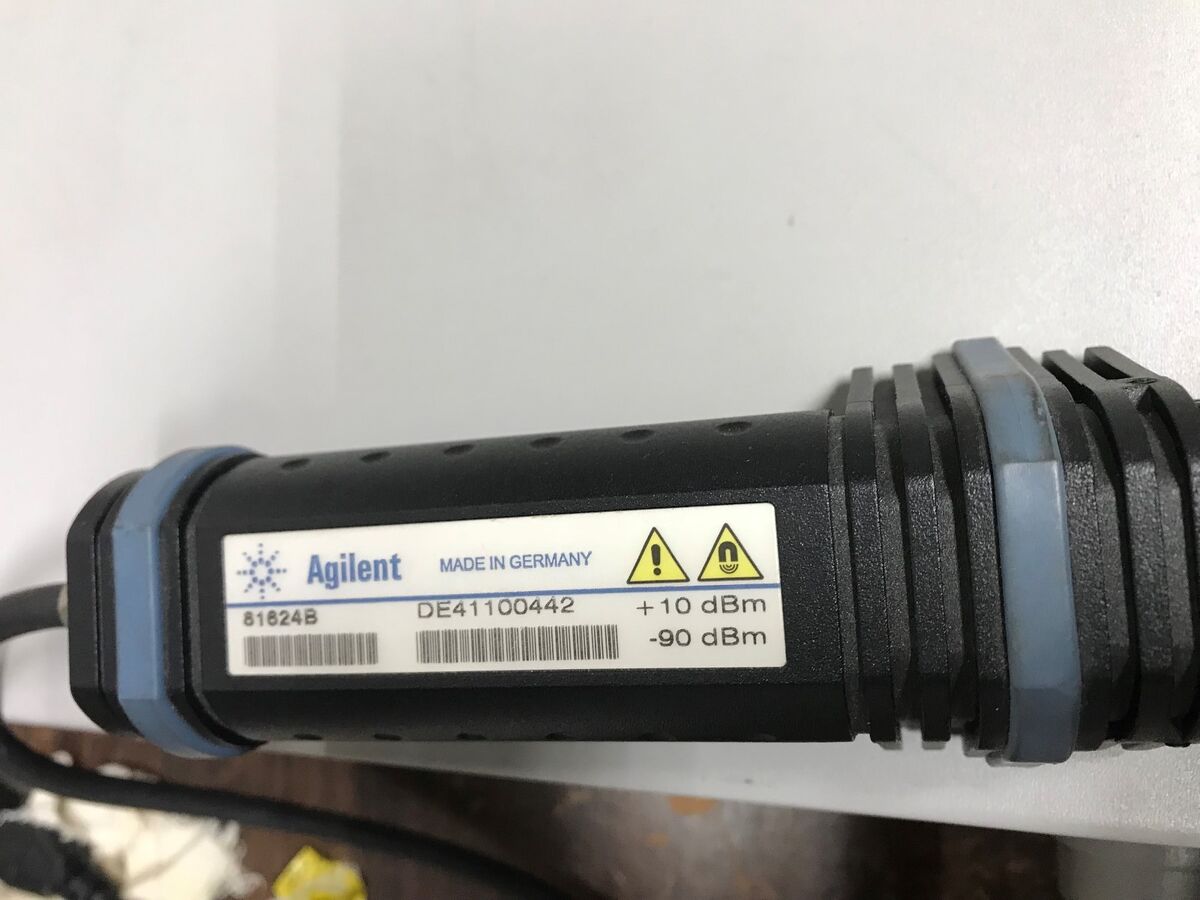 Agilent MADE IN GERMANY
81624B DE41100442 +10 dBm
-90 dBm